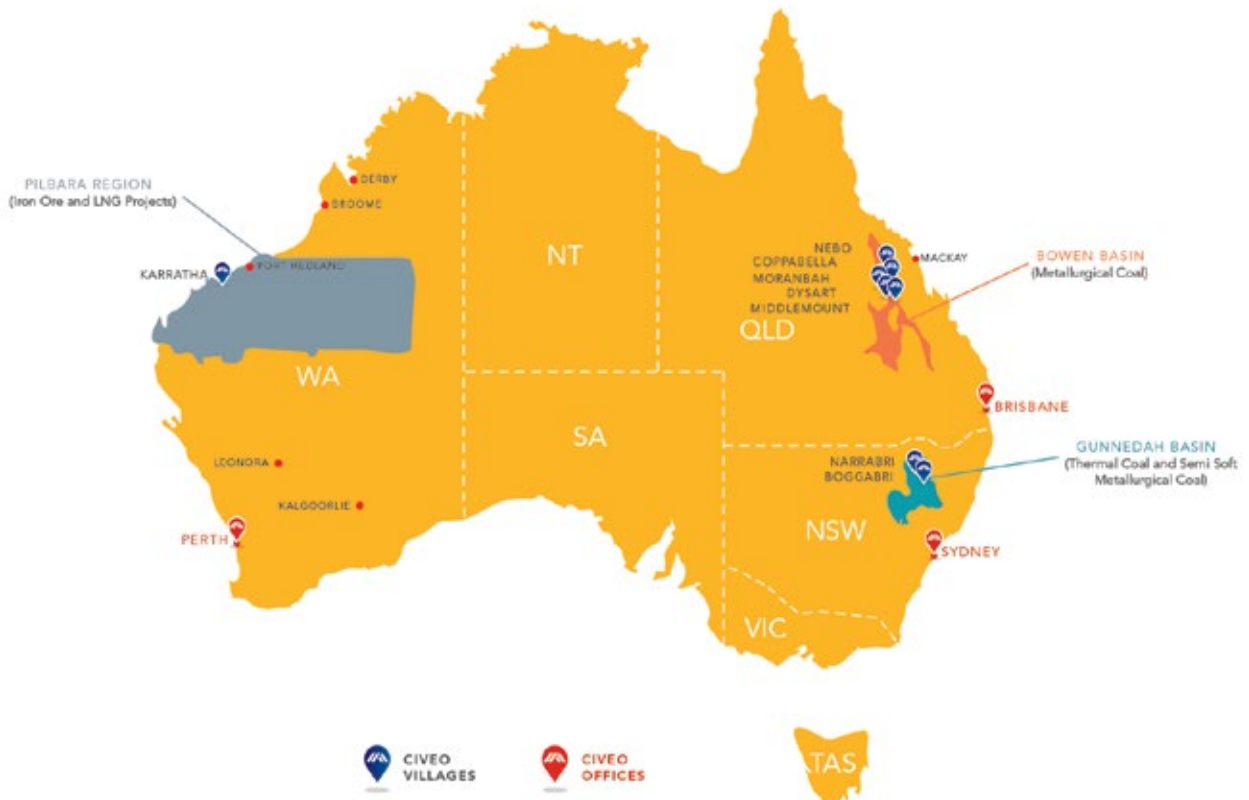 DERBY
BROOME
PILBARA REGION
(Iron Ore and LNG Projects)
KARRATHA
PORT HEDLAND
NT
NEBO
COPPABELLA
MORANBAH
DYSART
MIDDLEMOUNT
MACKAY
BOWEN BASIN
(Metallurgical Coal)
QLD
WA
SA
BRISBANE
LEONORA
KALGOORLIE
PERTH
NARRABRI
BOGGABRI
GUNNEDAH BASIN
(Thermal Coal and Semi Soft
Metallurgical Coal)
NSW
SYDNEY
VIC
CIVEO
VILLAGES
CIVEO
OFFICES
TAS